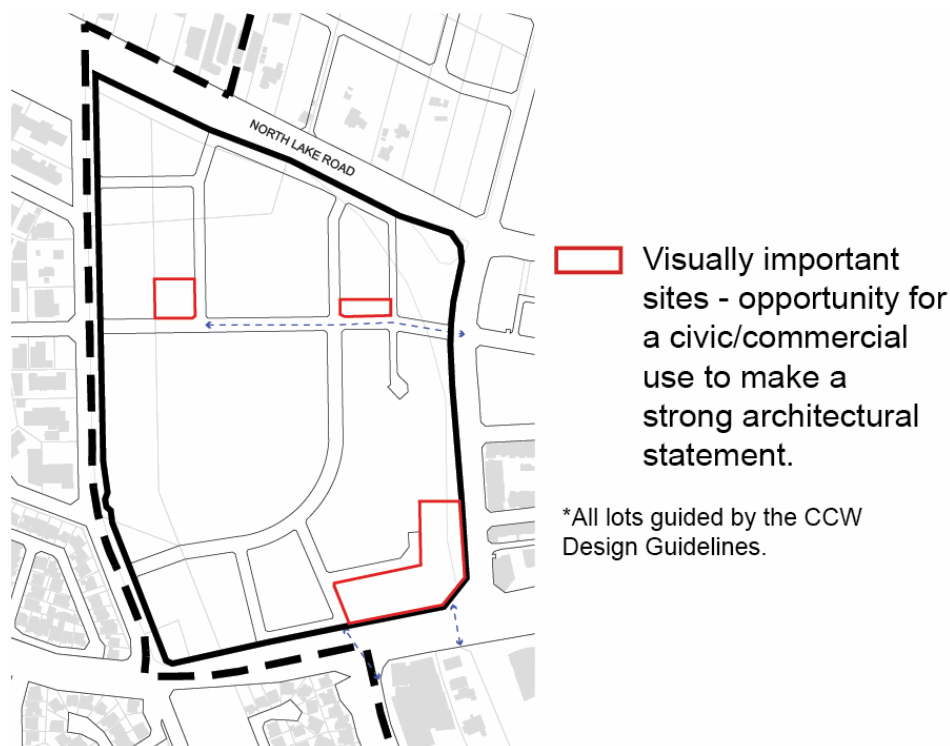 NORTH LAKE ROAD
Visually important
sites - opportunity for
a civic/commercial
use to make a
strong architectural
statement.
*All lots guided by the CCW
Design Guidelines.